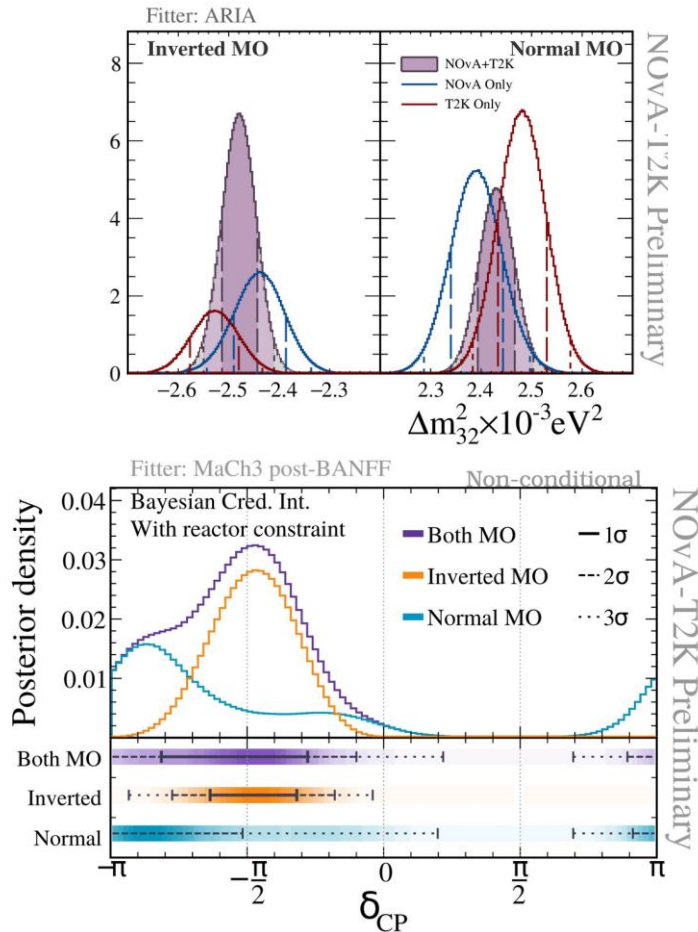 Fitter: ARIA
Inverted MO
Normal MO
NOvA+T2K
NOvA Only
T2K Only
8
6
4
2
0
−2.6 −2.5 −2.4 −2.3
2.3 2.4 2.5 2.6
Δm²₃₂×10⁻³eV²
NOvA-T2K Preliminary
Fitter: MaCh3 post-BANFF
Non-conditional
Bayesian Cred. Int.
With reactor constraint
Both MO
Inverted MO
Normal MO
1σ
2σ
3σ
0.04
0.03
0.02
0.01
Posterior density
Both MO
Inverted
Normal
−π −π/2 0 π/2 π
δCP
NOvA-T2K Preliminary